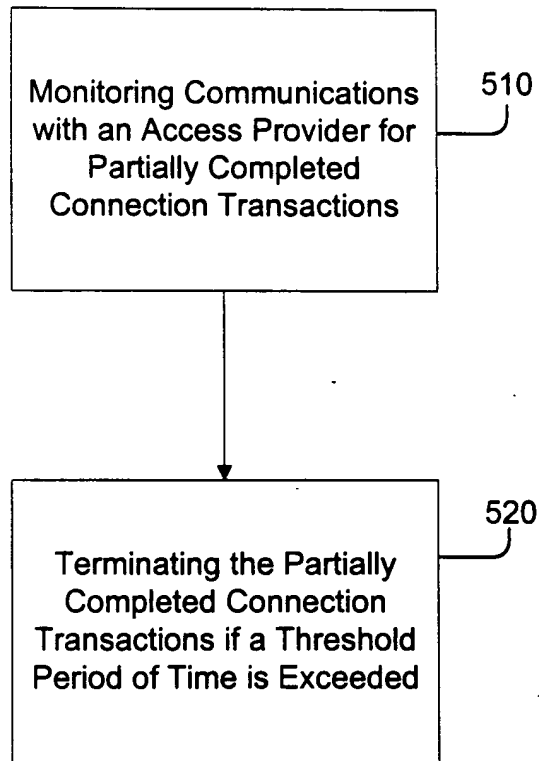 Monitoring Communications
with an Access Provider for
Partially Completed
Connection Transactions
510
Terminating the Partially
Completed Connection
Transactions if a Threshold
Period of Time is Exceeded
520